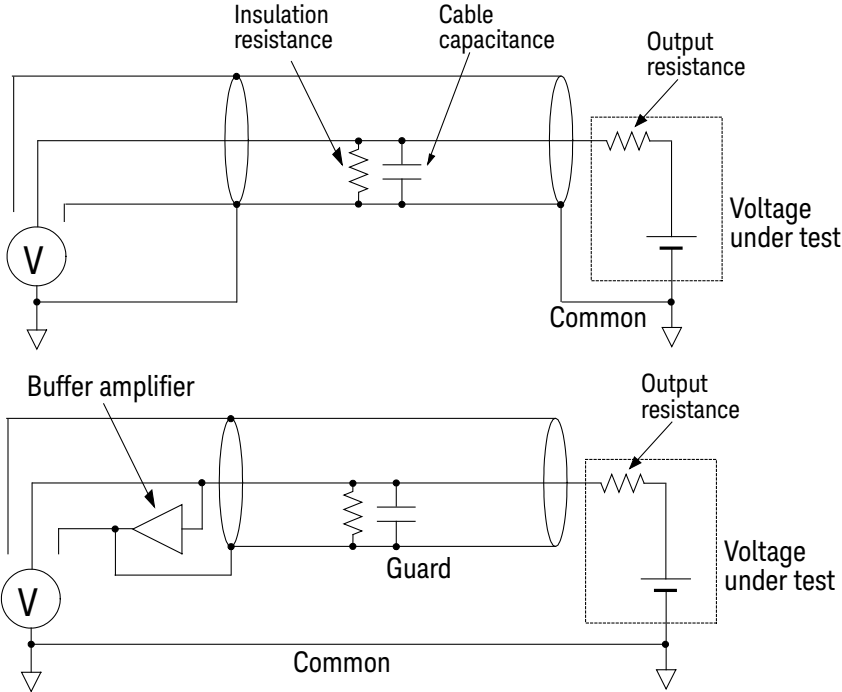 Insulation
resistance
Cable
capacitance
Output
resistance
V
Voltage
under test
Common
Buffer amplifier
Output
resistance
Guard
V
Voltage
under test
Common